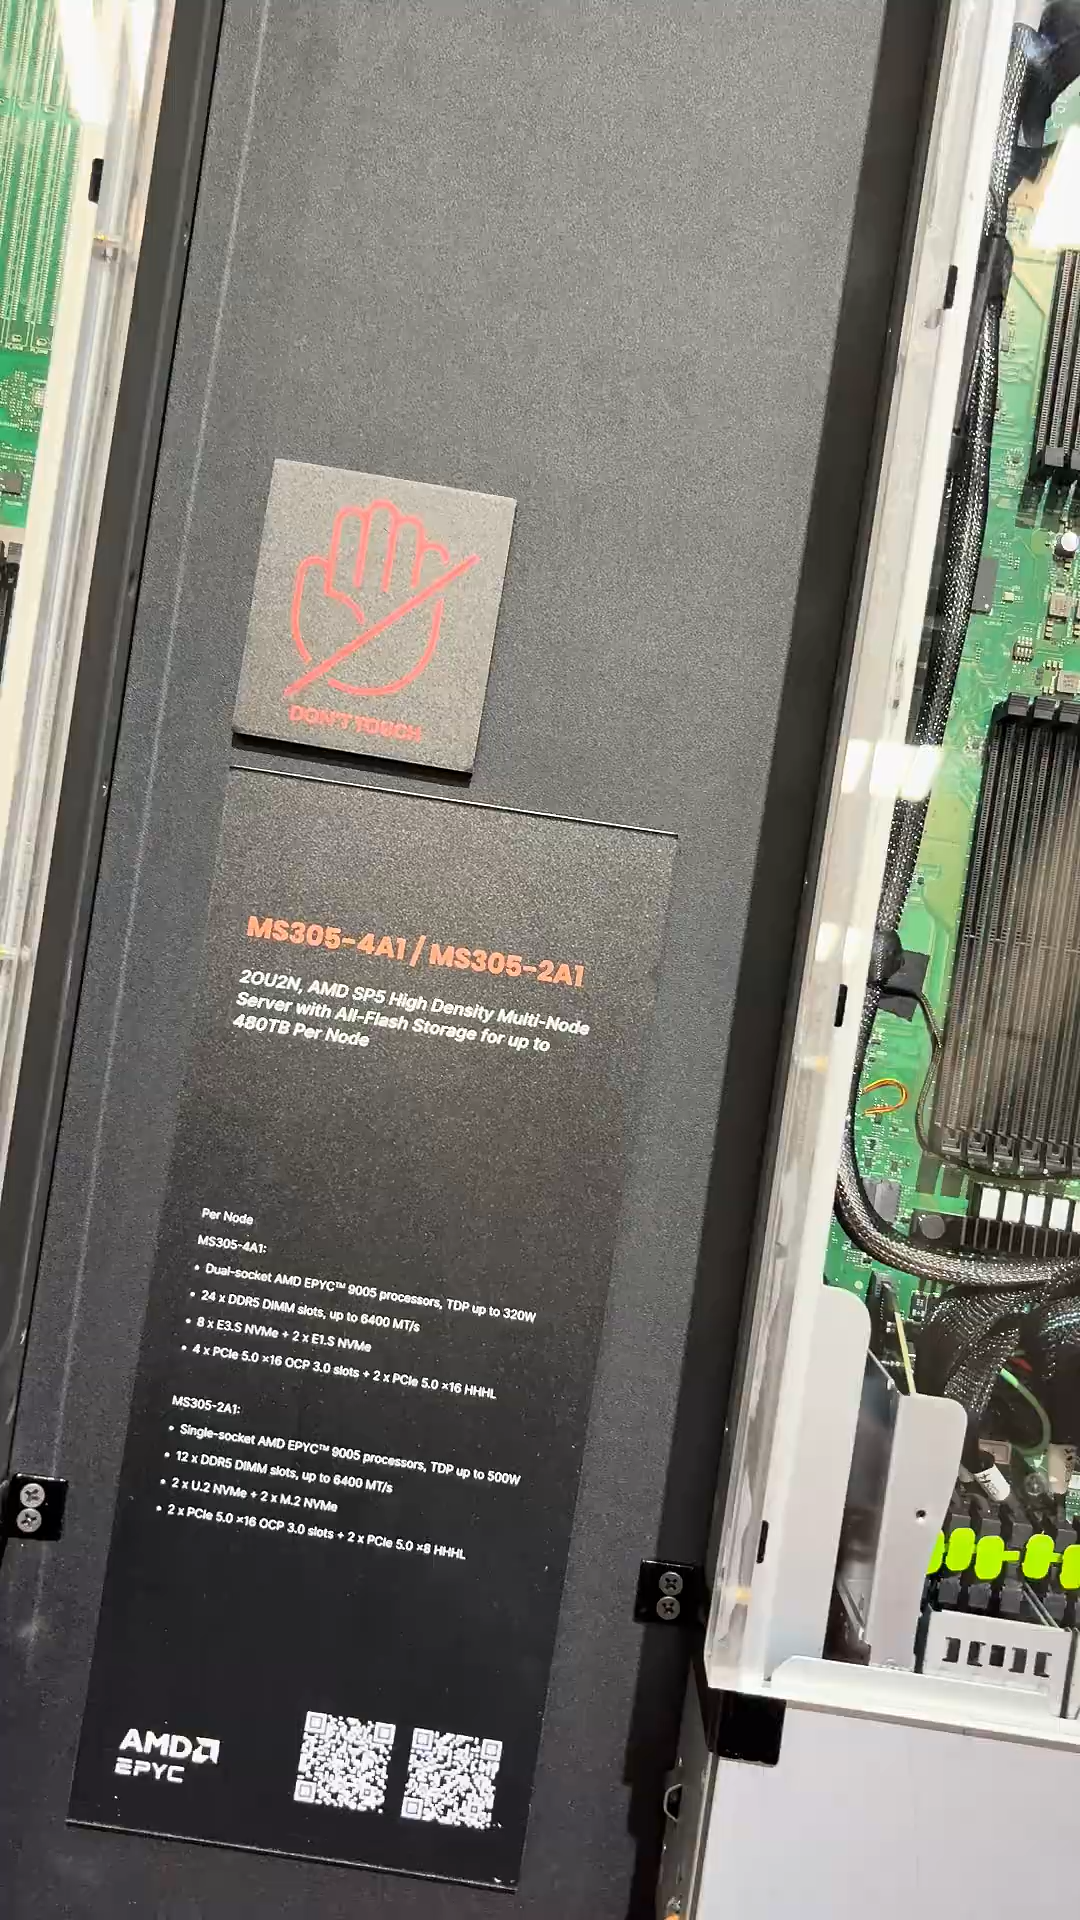 DON'T TOUCH
MS305-4A1 / MS305-2A1
2OU2N, AMD SP5 High Density Multi-Node
Server with All-Flash Storage for up to
480TB Per Node
Per Node
MS305-4A1:
• Dual-socket AMD EPYC™ 9005 processors, TDP up to 320W
• 24 x DDR5 DIMM slots, up to 6400 MT/s
• 8 x E3.S NVMe + 2 x E1.S NVMe
• 4 x PCIe 5.0 ×16 OCP 3.0 slots + 2 x PCIe 5.0 ×16 HHHL
MS305-2A1:
• Single-socket AMD EPYC™ 9005 processors, TDP up to 500W
• 12 x DDR5 DIMM slots, up to 6400 MT/s
• 2 x U.2 NVMe + 2 x M.2 NVMe
• 2 x PCIe 5.0 ×16 OCP 3.0 slots + 2 x PCIe 5.0 ×8 HHHL
AMD
EPYC